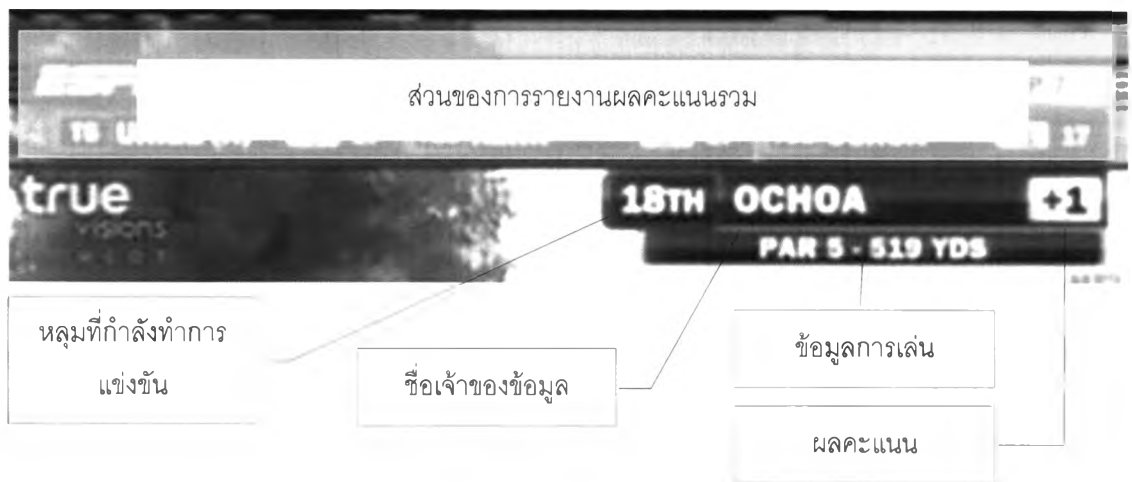 ส่วนของการรายงานผลคะแนนรวม
17
true
visions
18TH OCHOA +1
PAR 5 - 519 YDS
หลุมที่กำลังทำการ
แข่งขัน
ชื่อเจ้าของข้อมูล
ข้อมูลการเล่น
ผลคะแนน